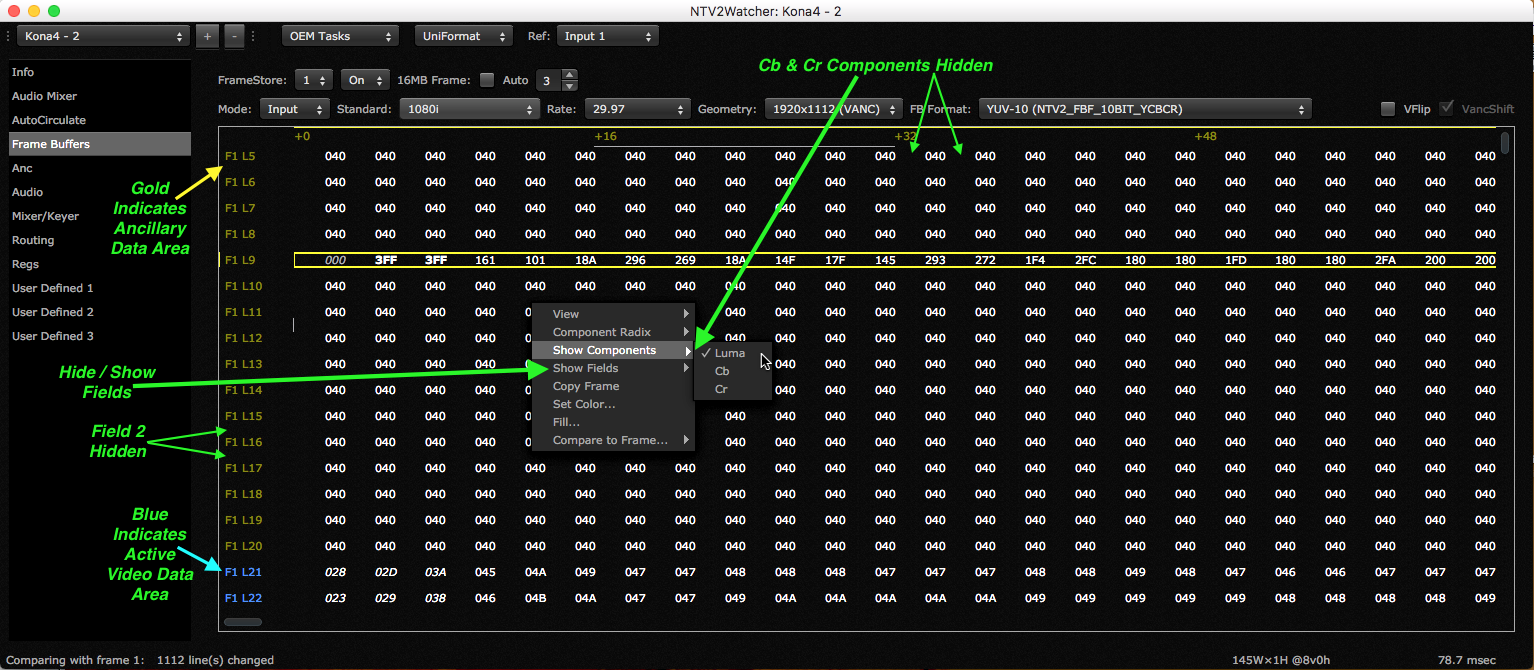 NTV2Watcher: Kona4 - 2
Kona4 - 2 + - OEM Tasks UniFormat Ref: Input 1
Cb & Cr Components Hidden
Info
Audio Mixer
AutoCirculate
Frame Buffers
Anc
Audio
Mixer/Keyer
Routing
Regs
User Defined 1
User Defined 2
User Defined 3
Gold
Indicates
Ancillary
Data Area
Hide / Show
Fields
Field 2
Hidden
Blue
Indicates
Active
Video Data
Area
FrameStore: 1 On 16MB Frame: Auto 3
Mode: Input Standard: 1080i Rate: 29.97 Geometry: 1920x1112 (VANC) FB Format: YUV-10 (NTV2_FBF_10BIT_YCBCR) VFlip VancShift
+0 +16 +32 +48
F1 L5 040 040 040 040 040 040 040 040 040 040 040 040 040 040 040 040 040 040 040 040 040 040 040 040
F1 L6 040 040 040 040 040 040 040 040 040 040 040 040 040 040 040 040 040 040 040 040 040 040 040 040
F1 L7 040 040 040 040 040 040 040 040 040 040 040 040 040 040 040 040 040 040 040 040 040 040 040 040
F1 L8 040 040 040 040 040 040 040 040 040 040 040 040 040 040 040 040 040 040 040 040 040 040 040 040
F1 L9 000 3FF 3FF 161 101 18A 296 269 18A 14F 17F 145 293 272 1F4 2FC 180 180 1FD 180 180 2FA 200 200
F1 L10 040 040 040 040 040 040 040 040 040 040 040 040 040 040 040 040 040 040 040 040 040 040 040 040
F1 L11 040 040 040 040 040 040 040 040 040 040 040 040 040 040 040 040 040 040 040
F1 L12 040 040 040 040 040 040 040 040 040 040 040 040 040 040 040 040 040 040 040 040
F1 L13 040 040 040 040 040 040 040 040 040 040 040 040 040 040 040 040 040 040
F1 L14 040 040 040 040 040 040 040 040 040 040 040 040 040 040 040 040 040 040
F1 L15 040 040 040 040 040 040 040 040 040 040 040 040 040 040 040 040 040 040 040 040
F1 L16 040 040 040 040 040 040 040 040 040 040 040 040 040 040 040 040 040 040 040 040
F1 L17 040 040 040 040 040 040 040 040 040 040 040 040 040 040 040 040 040 040 040 040 040 040 040 040
F1 L18 040 040 040 040 040 040 040 040 040 040 040 040 040 040 040 040 040 040 040 040 040 040 040 040
F1 L19 040 040 040 040 040 040 040 040 040 040 040 040 040 040 040 040 040 040 040 040 040 040 040 040
F1 L20 040 040 040 040 040 040 040 040 040 040 040 040 040 040 040 040 040 040 040 040 040 040 040 040
F1 L21 028 02D 03A 045 04A 049 047 047 048 048 048 047 047 047 048 048 049 048 047 046 046 047 047 047
F1 L22 023 029 038 046 04B 04A 047 047 049 04A 04A 04A 04A 04A 049 049 049 049 049 048 048 048 048 049
View
Component Radix
Show Components
Show Fields
Copy Frame
Set Color...
Fill...
Compare to Frame...
✓ Luma
Cb
Cr
Comparing with frame 1: 1112 line(s) changed 145W×1H @8v0h 78.7 msec